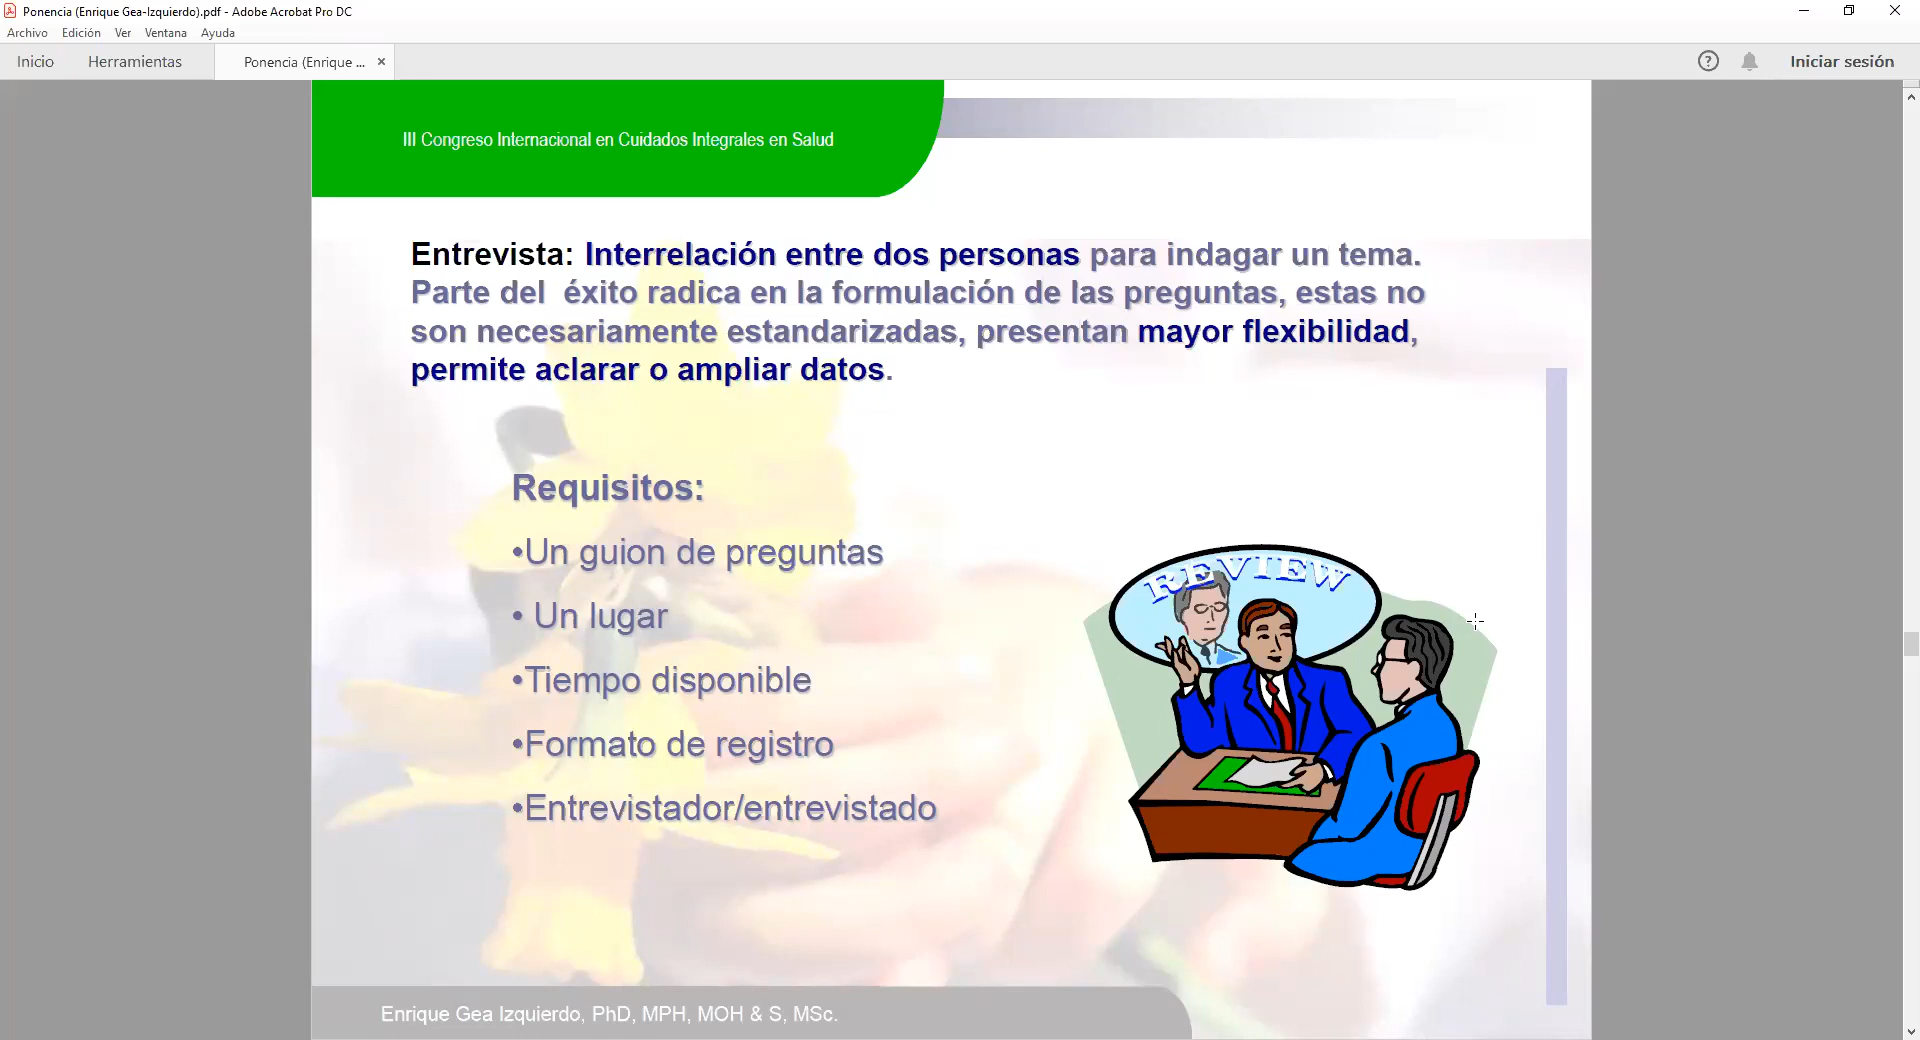 Ponencia (Enrique Gea-Izquierdo).pdf - Adobe Acrobat Pro DC
Archivo Edición Ver Ventana Ayuda
Inicio Herramientas Ponencia (Enrique ... × ? Iniciar sesión
III Congreso Internacional en Cuidados Integrales en Salud
Entrevista: Interrelación entre dos personas para indagar un tema.
Parte del éxito radica en la formulación de las preguntas, estas no
son necesariamente estandarizadas, presentan mayor flexibilidad,
permite aclarar o ampliar datos.
Requisitos:
•Un guion de preguntas
• Un lugar
•Tiempo disponible
•Formato de registro
•Entrevistador/entrevistado
REVIEW
Enrique Gea Izquierdo, PhD, MPH, MOH & S, MSc.